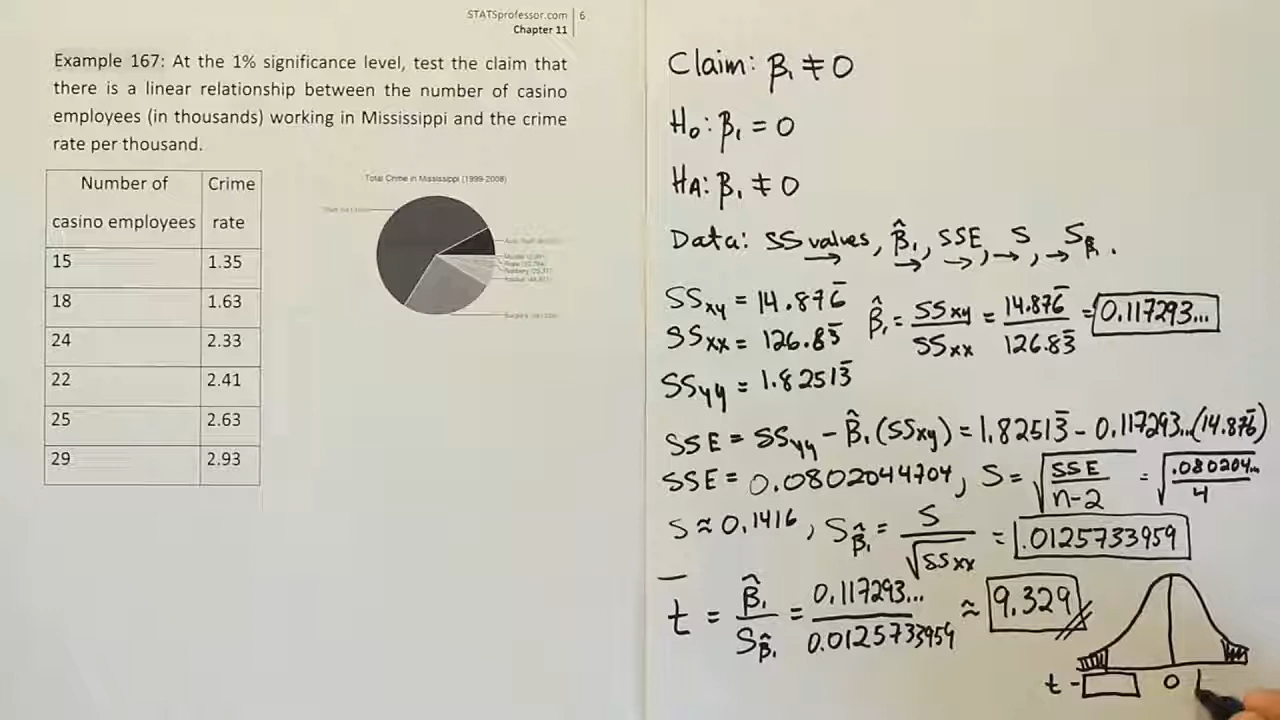 STATSprofessor.com | 6
Chapter 11
Example 167: At the 1% significance level, test the claim that
there is a linear relationship between the number of casino
employees (in thousands) working in Mississippi and the crime
rate per thousand.
Number of casino employees Crime rate
15 1.35
18 1.63
24 2.33
22 2.41
25 2.63
29 2.93
Total Crime in Mississippi (1999-2008)
Claim: β₁ ≠ 0
H₀: β₁ = 0
HA: β₁ ≠ 0
Data: SS values, β̂₁, SSE, S, Sβ̂.
SSxy = 14.876̅
SSxx = 126.83̅
β̂₁ = SSxy / SSxx = 14.876̅ / 126.83̅ = 0.117293...
SSyy = 1.82513̅
SSE = SSyy - β̂₁(SSxy) = 1.82513̅ - 0.117293...(14.876̅)
SSE = 0.0802044704, S = √(SSE / n-2) = √(.080204... / 4)
S ≈ 0.1416, Sβ̂₁ = S / √SSxx = .0125733959
t = β̂₁ / Sβ̂₁ = 0.117293... / 0.0125733959 ≈ 9.329
t - 0